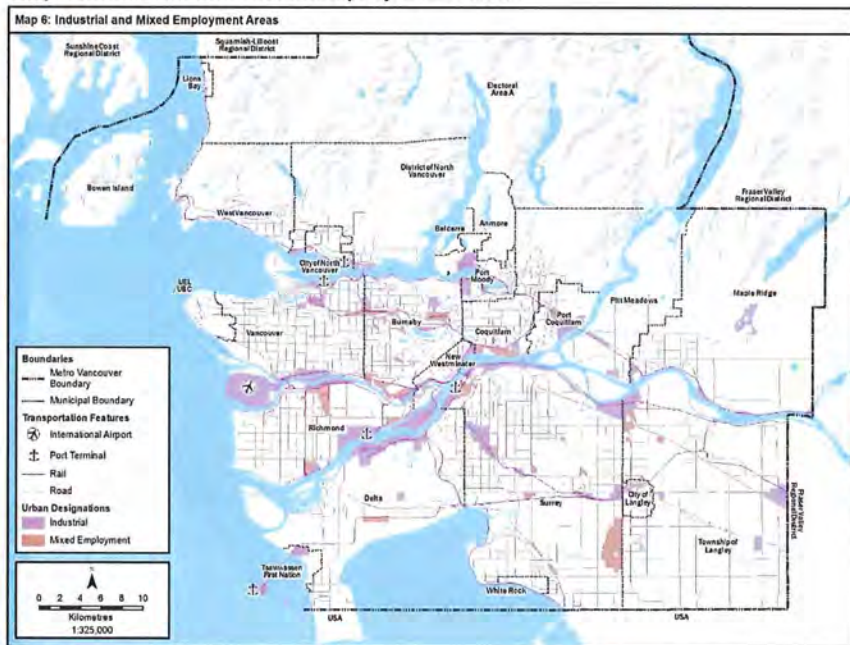 Map 6: Industrial and Mixed Employment Areas
Sunshine Coast
Regional District
Squamish-Lillooet
Regional District
Lions
Bay
Electoral
Area A
Bowen Island
District of North
Vancouver
Fraser Valley
Regional District
West Vancouver
Belcarra
Anmore
City of North
Vancouver
Port
Moody
UEL
UBC
Pitt Meadows
Maple Ridge
Vancouver
Burnaby
Coquitlam
Port
Coquitlam
New
Westminster
Richmond
Delta
Surrey
City of
Langley
Fraser Valley
Regional District
Township of
Langley
Tsawwassen
First Nation
White Rock
USA
USA
Boundaries
Metro Vancouver
Boundary
Municipal Boundary
Transportation Features
International Airport
Port Terminal
Rail
Road
Urban Designations
Industrial
Mixed Employment
N
0 2 4 6 8 10
Kilometres
1:325,000